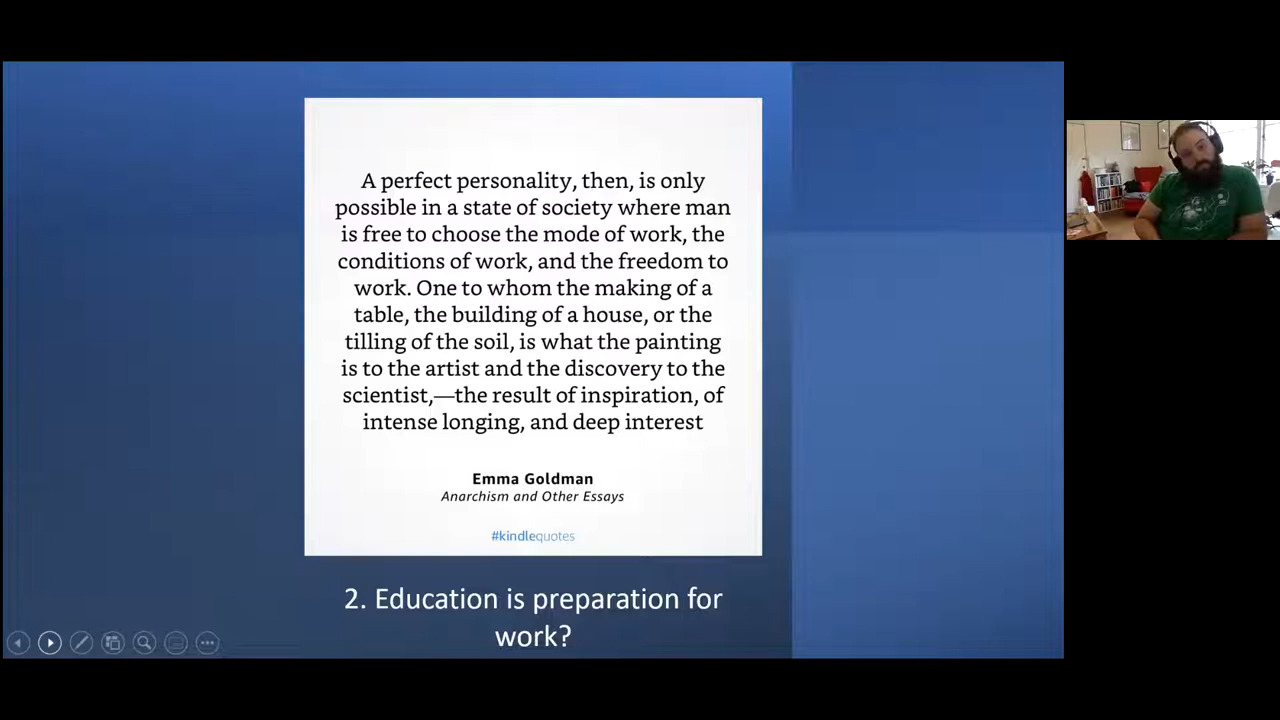 A perfect personality, then, is only
possible in a state of society where man
is free to choose the mode of work, the
conditions of work, and the freedom to
work. One to whom the making of a
table, the building of a house, or the
tilling of the soil, is what the painting
is to the artist and the discovery to the
scientist,—the result of inspiration, of
intense longing, and deep interest
Emma Goldman
Anarchism and Other Essays
#kindlequotes
2. Education is preparation for
work?